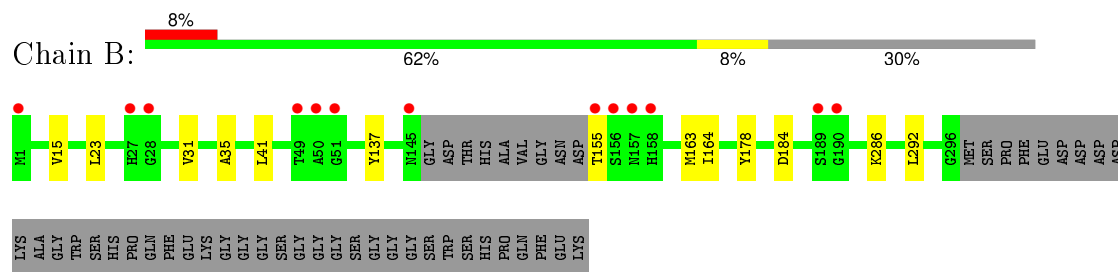 8%
Chain B:
62% 8% 30%
M1 V15 L23 H27 G28 V31 A35 L41 T49 A50 G51 Y137 N145 GLY ASP THR HIS ALA VAL GLY ASN ASP T155 S156 N157 H158 M163 I164 Y178 D184 S189 G190 K286 L292 G296 MET SER PRO PHE GLU ASP ASP ASP ASP
LYS ALA GLY TRP SER HIS PRO GLN PHE GLU LYS GLY GLY GLY SER GLY GLY GLY SER GLY GLY GLY SER TRP SER HIS PRO GLN PHE GLU LYS